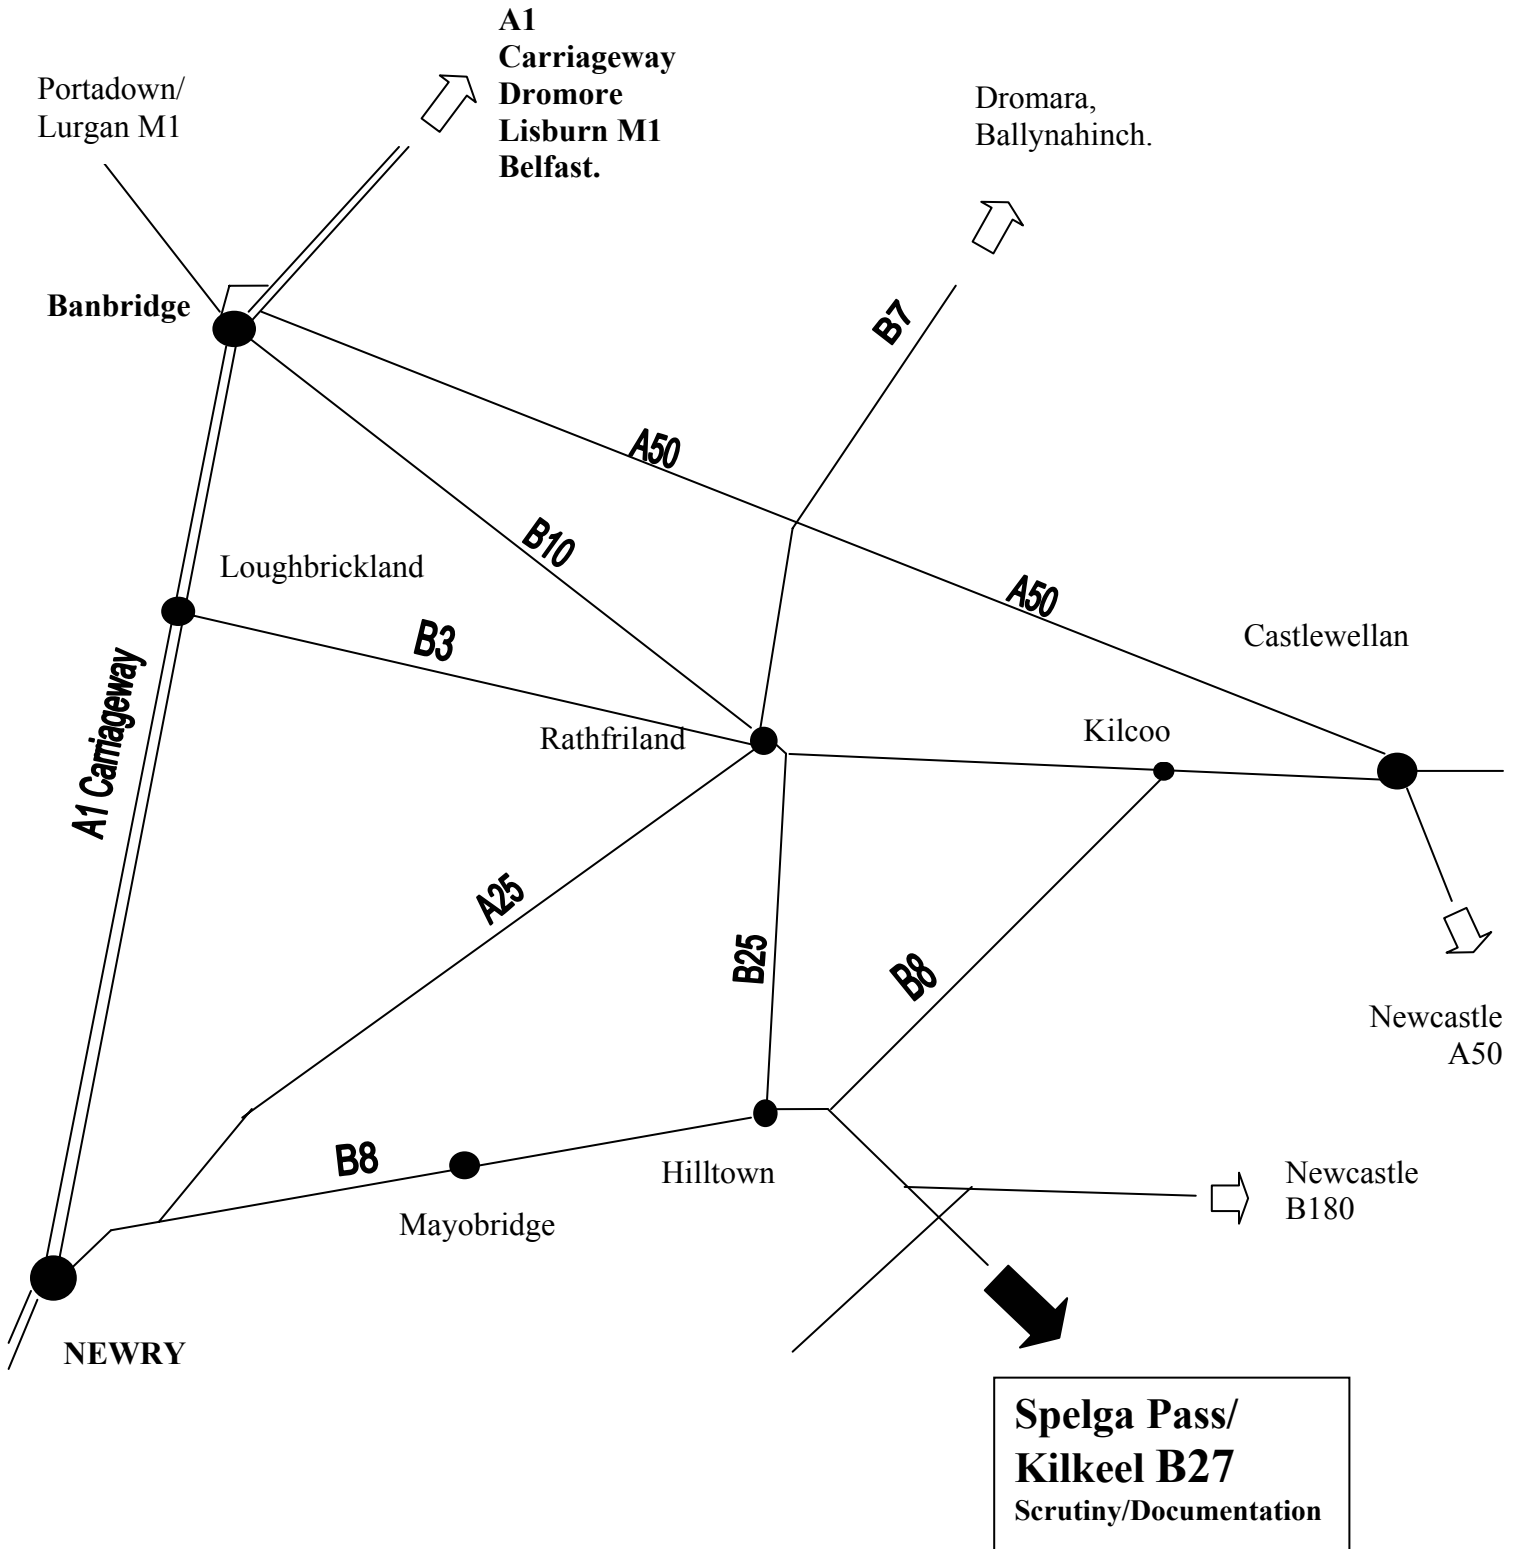 A1
Carriageway
Dromore
Lisburn M1
Belfast.
Portadown/
Lurgan M1
Dromara,
Ballynahinch.
Banbridge
B7
A50
B10
Loughbrickland
A50
B3
Castlewellan
A1 Carriageway
Rathfriland
Kilcoo
A25
B25
B8
Newcastle
A50
B8
Hilltown
Mayobridge
Newcastle
B180
NEWRY
Spelga Pass/
Kilkeel B27
Scrutiny/Documentation